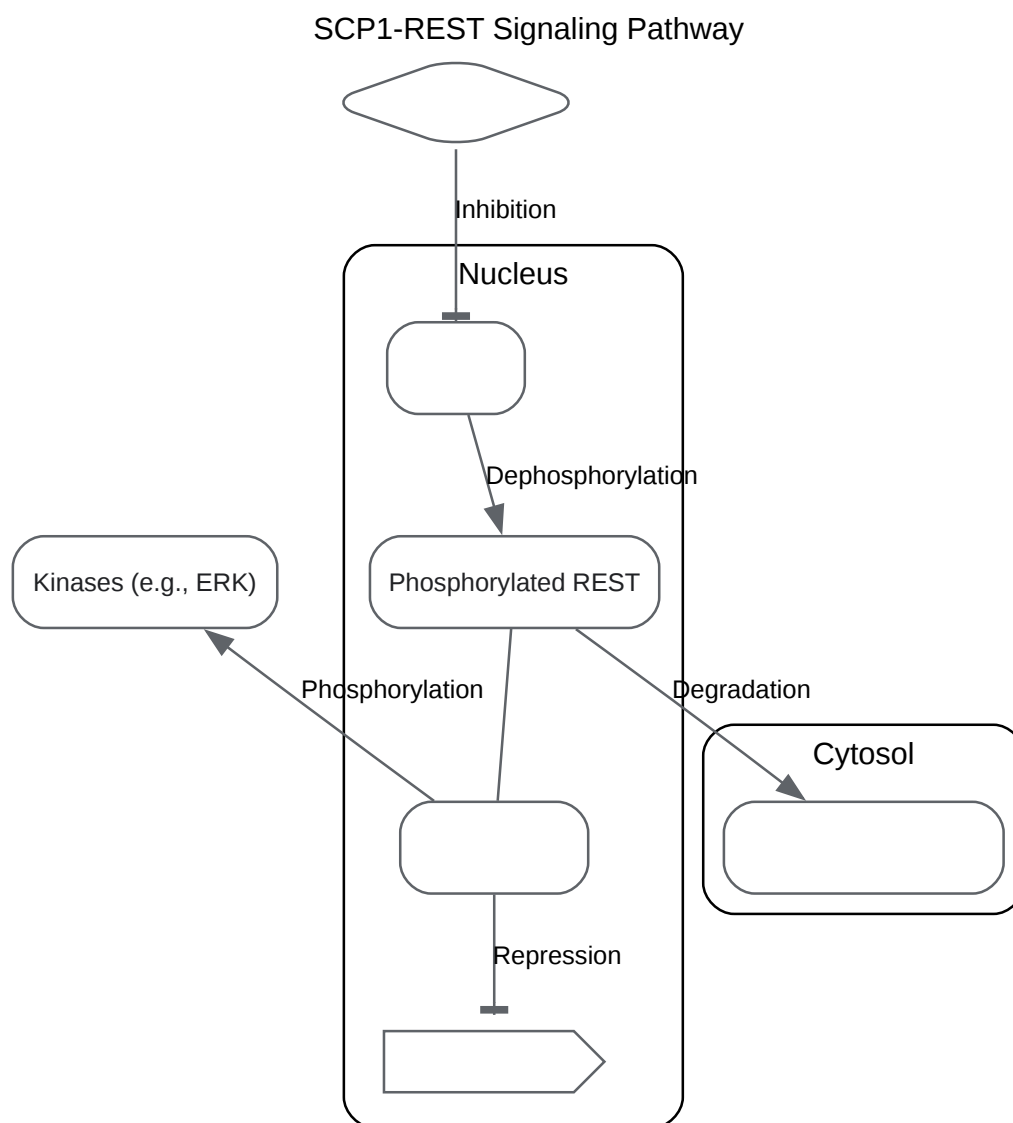 SCP1-REST Signaling Pathway
Inhibition
Nucleus
Dephosphorylation
Kinases (e.g., ERK)
Phosphorylated REST
Phosphorylation
Degradation
Cytosol
Repression